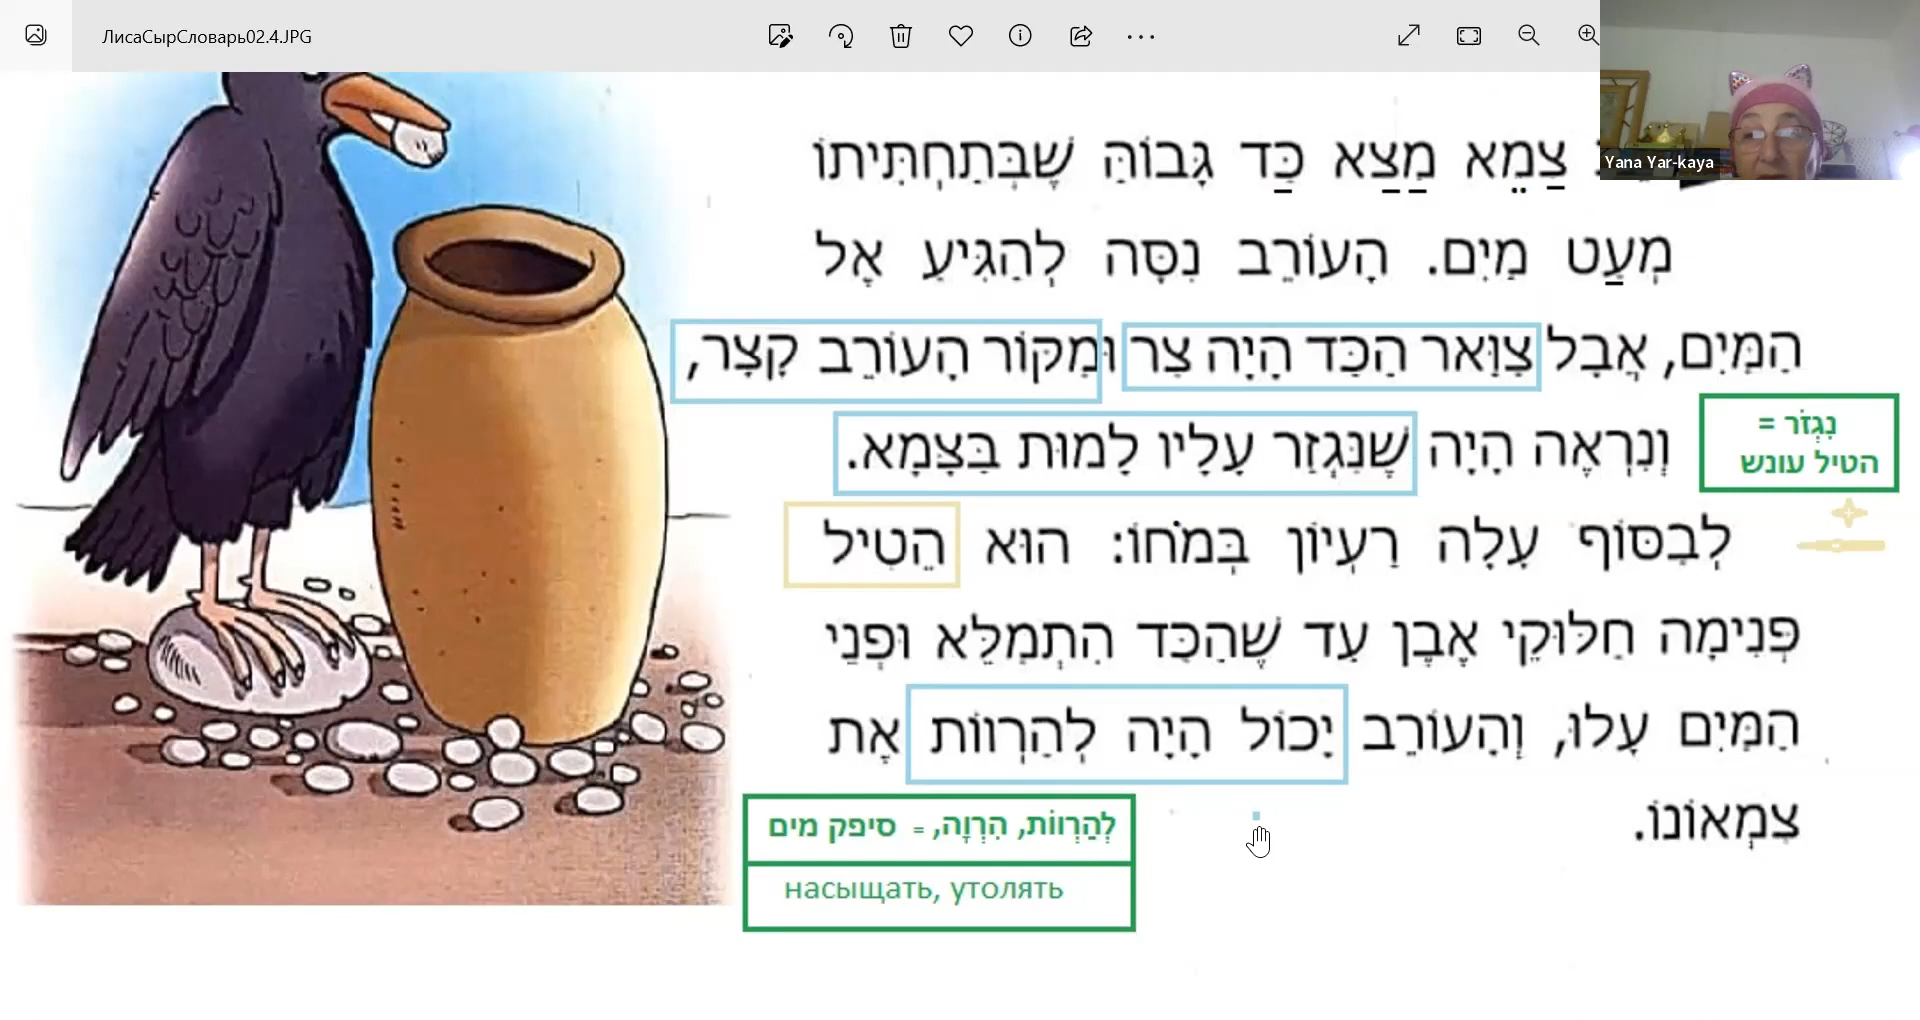 ЛисаСырСловарь02.4.JPG
Yana Yar-kaya
צָמֵא מָצָא כַּד גָּבוֹהַּ שֶׁבְּתַחְתִּיתוֹ
מְעַט מַיִם. הָעוֹרֵב נִסָּה לְהַגִּיעַ אֶל
הַמַּיִם, אֲבָל צַוַּאר הַכַּד הָיָה צַר וּמַקּוֹר הָעוֹרֵב קָצָר,
וְנִרְאֶה הָיָה שֶׁנִּגְזַר עָלָיו לָמוּת בַּצָּמָא.
נִגְזֹר =
הטיל עונש
לְבַסּוֹף עָלָה רַעְיוֹן בְּמֹחוֹ: הוּא הֵטִיל
פְּנִימָה חַלּוּקֵי אֶבֶן עַד שֶׁהַכַּד הִתְמַלֵּא וּפְנֵי
הַמַּיִם עָלוּ, וְהָעוֹרֵב יָכוֹל הָיָה לְהַרְווֹת אֶת
צִמְאוֹנוֹ.
לְהַרְווֹת, הִרְוָה, = סיפק מים
насыщать, утолять